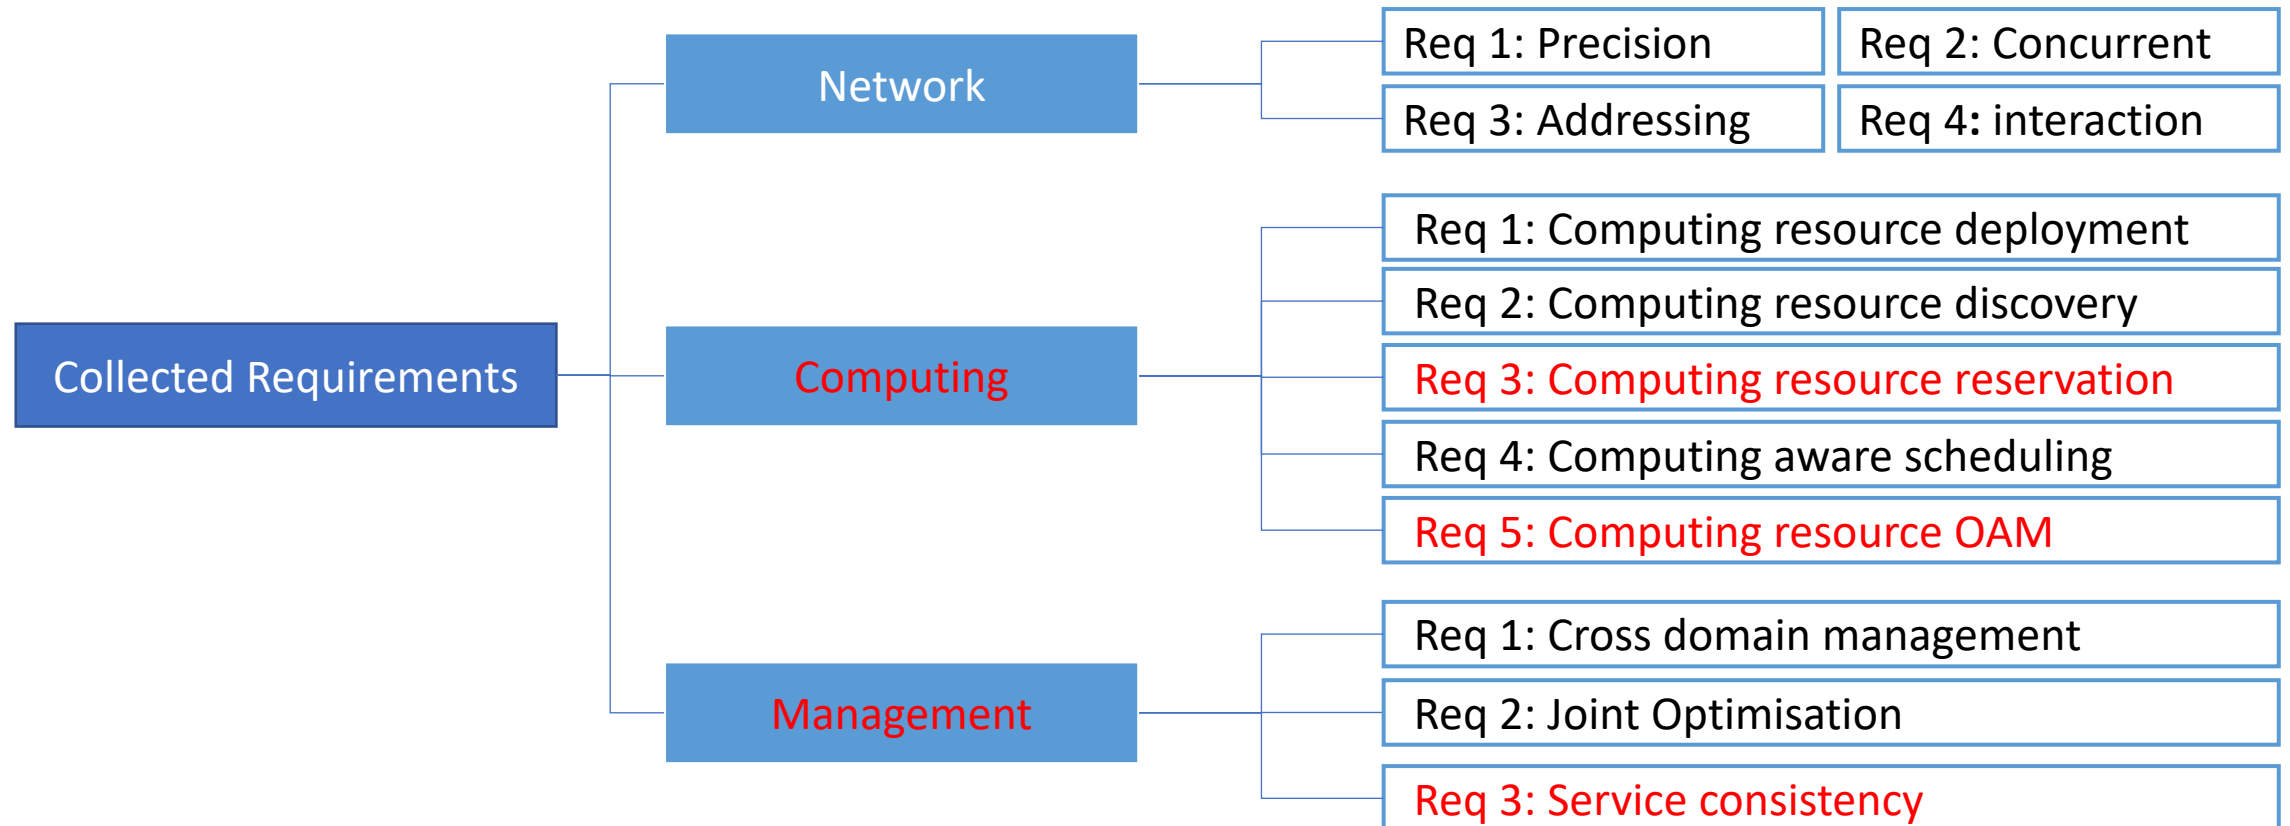 Collected Requirements
Network
Req 1: Precision
Req 2: Concurrent
Req 3: Addressing
Req 4: interaction
Computing
Req 1: Computing resource deployment
Req 2: Computing resource discovery
Req 3: Computing resource reservation
Req 4: Computing aware scheduling
Req 5: Computing resource OAM
Management
Req 1: Cross domain management
Req 2: Joint Optimisation
Req 3: Service consistency